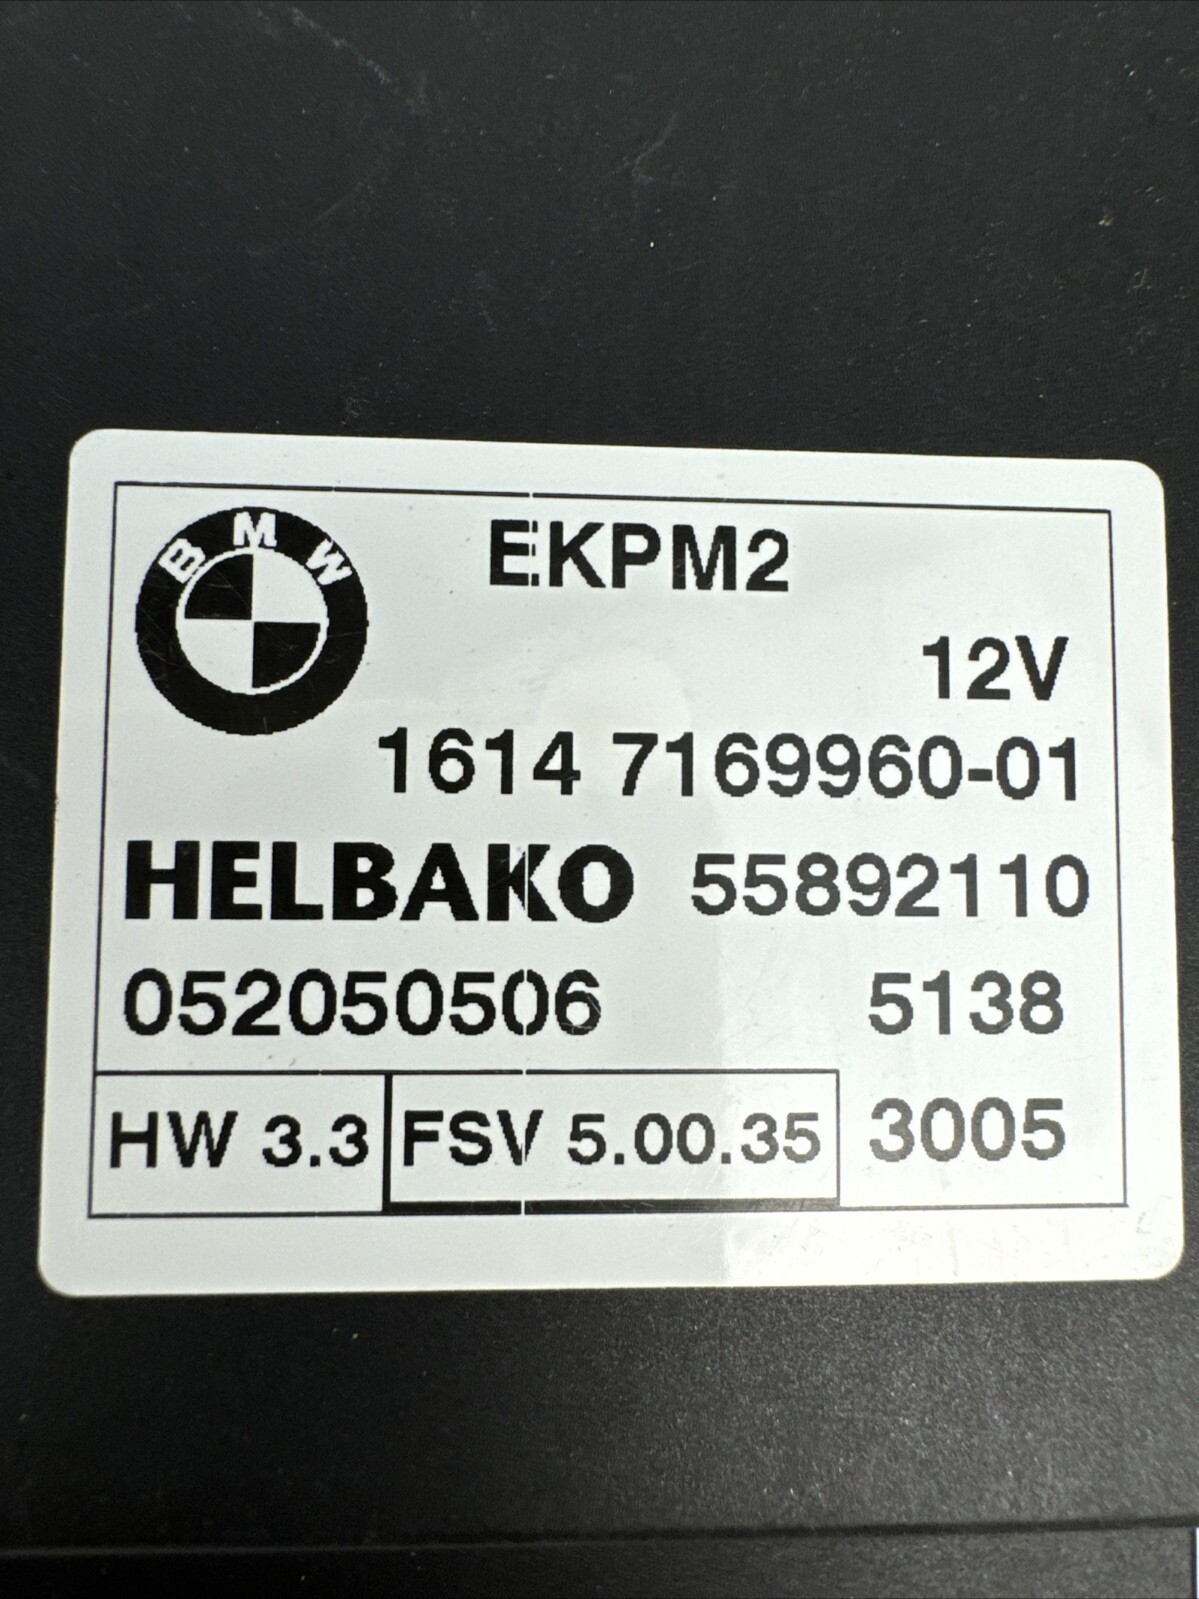 BMW
EKPM2
12V
1614 7169960-01
HELBAKO 55892110
052050506 5138
HW 3.3 FSV 5.00.35 3005